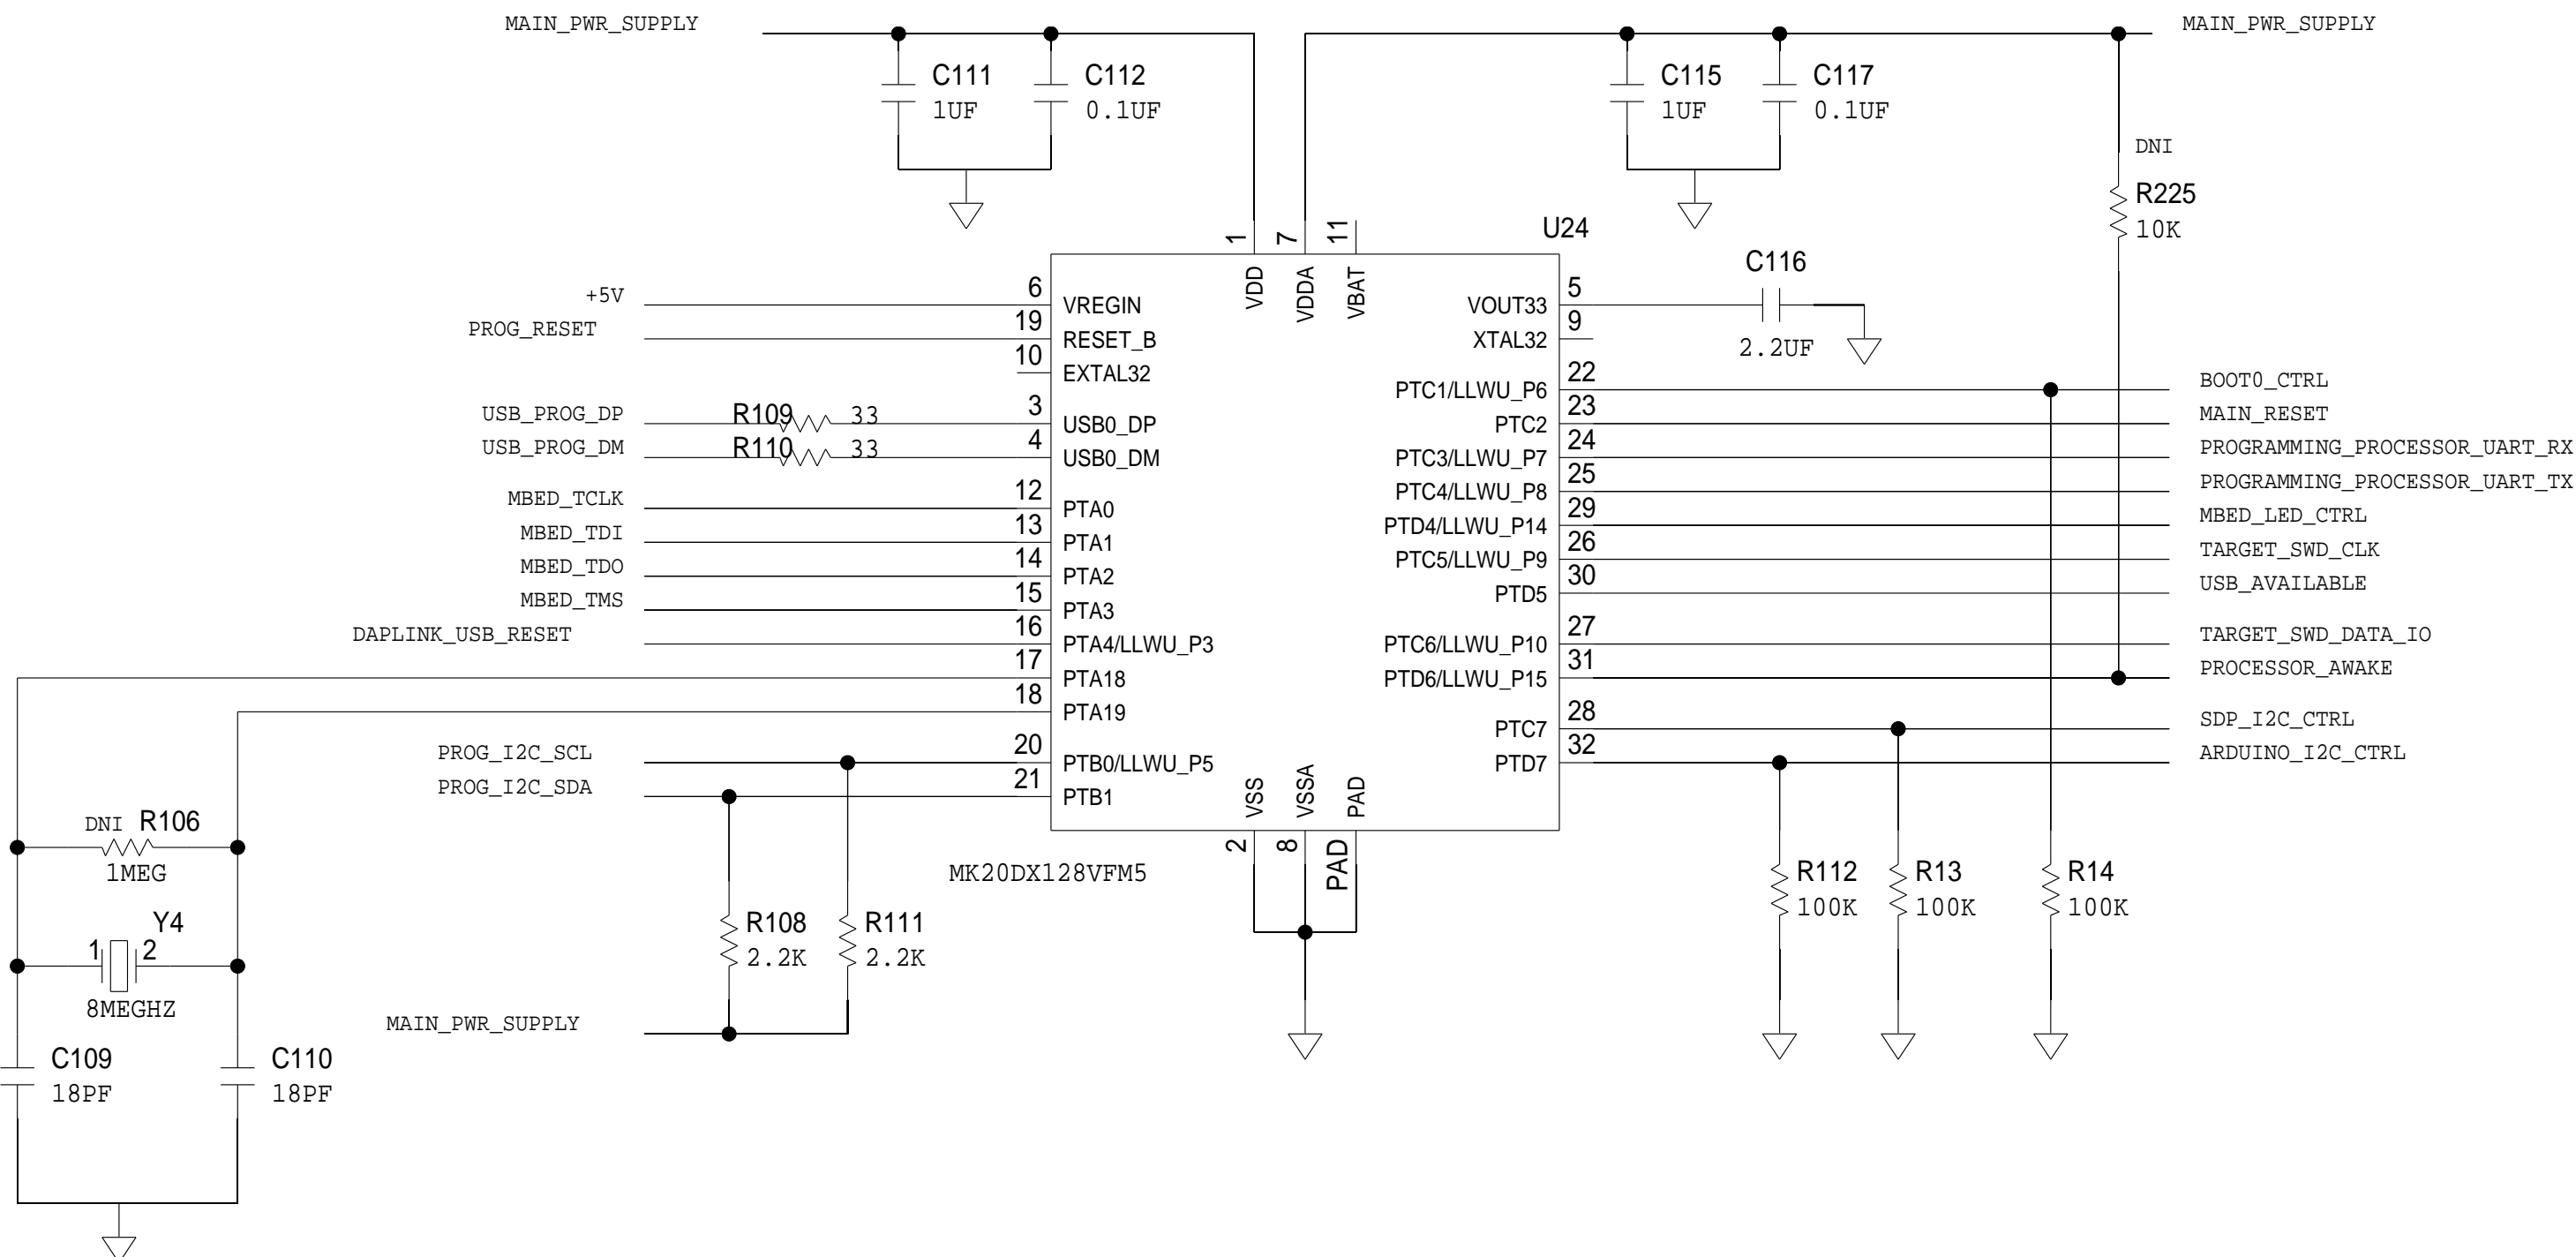 MAIN_PWR_SUPPLY
MAIN_PWR_SUPPLY
C111
1UF
C112
0.1UF
C115
1UF
C117
0.1UF
DNI
R225
10K
U24
1
7
11
VDD
VDDA
VBAT
+5V
6
VREGIN
PROG_RESET
19
RESET_B
10
EXTAL32
USB_PROG_DP
R109
33
3
USB0_DP
USB_PROG_DM
R110
33
4
USB0_DM
MBED_TCLK
12
PTA0
MBED_TDI
13
PTA1
MBED_TDO
14
PTA2
MBED_TMS
15
PTA3
DAPLINK_USB_RESET
16
PTA4/LLWU_P3
17
PTA18
18
PTA19
PROG_I2C_SCL
20
PTB0/LLWU_P5
PROG_I2C_SDA
21
PTB1
C116
2.2UF
VOUT33
5
XTAL32
9
PTC1/LLWU_P6
22
BOOT0_CTRL
PTC2
23
MAIN_RESET
PTC3/LLWU_P7
24
PROGRAMMING_PROCESSOR_UART_RX
PTC4/LLWU_P8
25
PROGRAMMING_PROCESSOR_UART_TX
PTD4/LLWU_P14
29
MBED_LED_CTRL
PTC5/LLWU_P9
26
TARGET_SWD_CLK
PTD5
30
USB_AVAILABLE
PTC6/LLWU_P10
27
TARGET_SWD_DATA_IO
PTD6/LLWU_P15
31
PROCESSOR_AWAKE
PTC7
28
SDP_I2C_CTRL
PTD7
32
ARDUINO_I2C_CTRL
VSS
VSSA
PAD
2
8
PAD
MK20DX128VFM5
DNI R106
1MEG
Y4
1
2
8MEGHZ
C109
18PF
C110
18PF
R108
2.2K
R111
2.2K
MAIN_PWR_SUPPLY
R112
100K
R13
100K
R14
100K